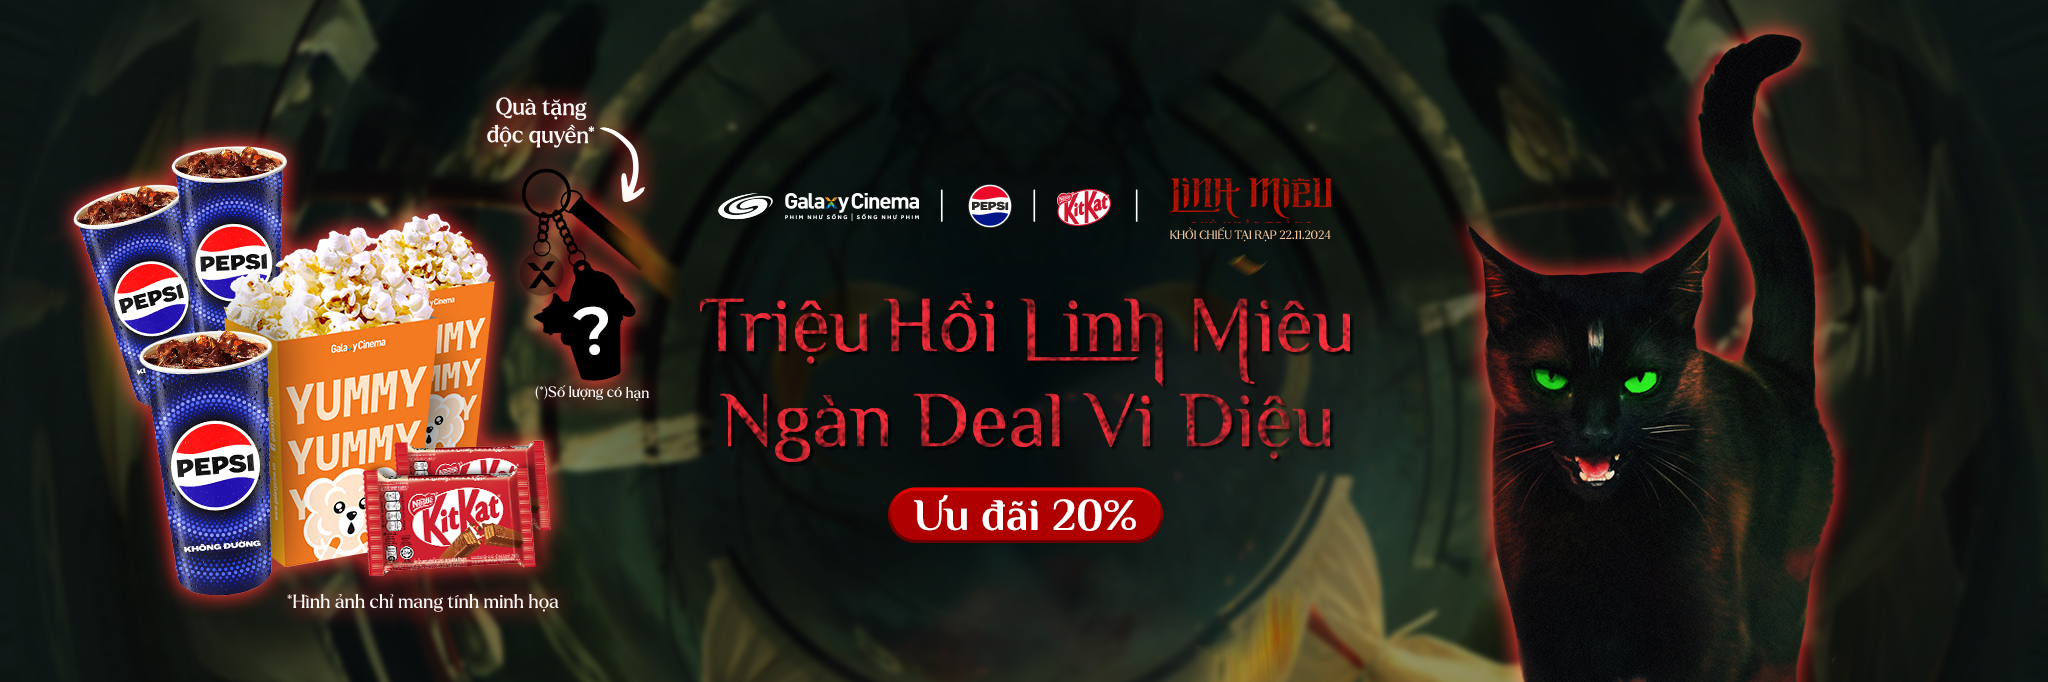 Quà tặng
độc quyền*
(*)Số lượng có hạn
PEPSI
PEPSI
PEPSI
KHÔNG ĐƯỜNG
Galaxy Cinema
y Cinema
YUMMY
YUMMY
Nestlé
KitKat
*Hình ảnh chỉ mang tính minh họa
Galaxy Cinema
PHIM NHƯ SỐNG | SỐNG NHƯ PHIM
PEPSI
KitKat
LINH MIÊU
KHỞI CHIẾU TẠI RẠP 22.11.2024
Triệu Hồi Linh Miêu
Ngàn Deal Vi Diệu
Ưu đãi 20%